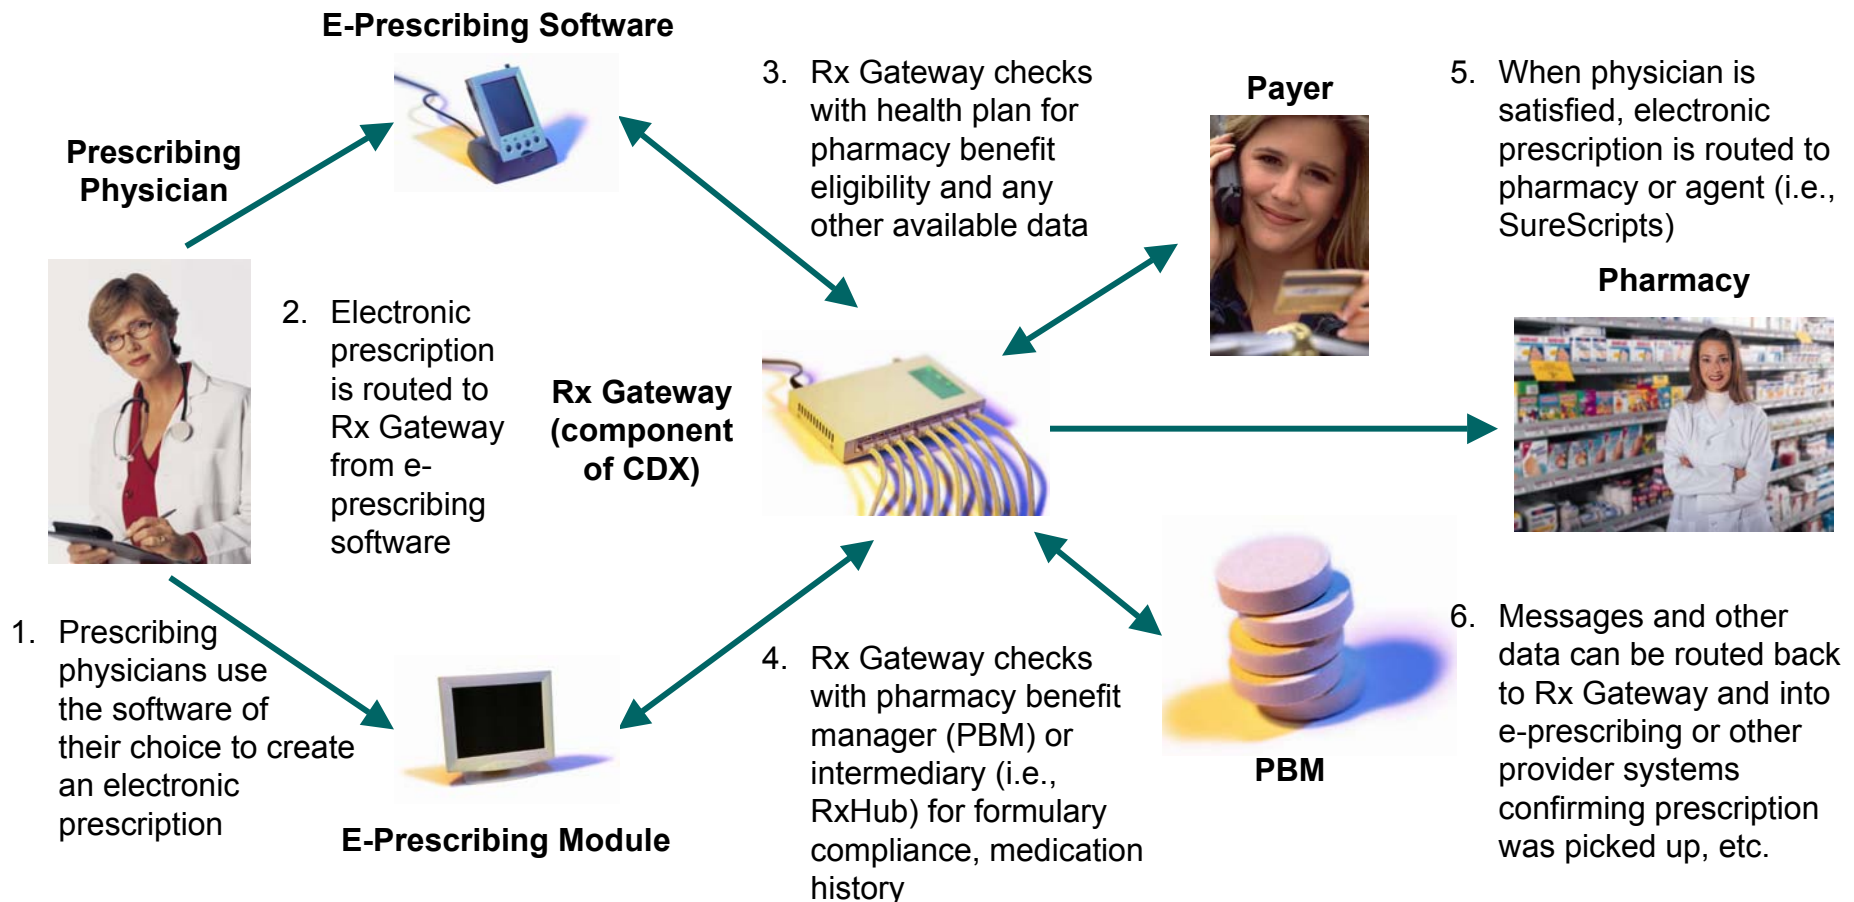 E-Prescribing Software
Prescribing
Physician
1. Prescribing
physicians use
the software of
their choice to create
an electronic
prescription
2. Electronic
prescription
is routed to
Rx Gateway
from e-
prescribing
software
E-Prescribing Module
Rx Gateway
(component
of CDX)
3. Rx Gateway checks
with health plan for
pharmacy benefit
eligibility and any
other available data
Payer
4. Rx Gateway checks
with pharmacy benefit
manager (PBM) or
intermediary (i.e.,
RxHub) for formulary
compliance, medication
history
PBM
5. When physician is
satisfied, electronic
prescription is routed to
pharmacy or agent (i.e.,
SureScripts)
Pharmacy
6. Messages and other
data can be routed back
to Rx Gateway and into
e-prescribing or other
provider systems
confirming prescription
was picked up, etc.